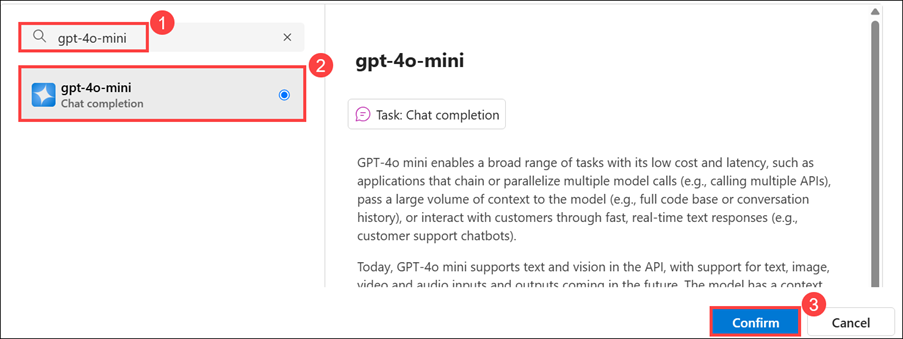 1
gpt-4o-mini
2
gpt-4o-mini
Chat completion
gpt-4o-mini
Task: Chat completion
GPT-4o mini enables a broad range of tasks with its low cost and latency, such as
applications that chain or parallelize multiple model calls (e.g., calling multiple APIs),
pass a large volume of context to the model (e.g., full code base or conversation
history), or interact with customers through fast, real-time text responses (e.g.,
customer support chatbots).
Today, GPT-4o mini supports text and vision in the API, with support for text, image,
video and audio inputs and outputs coming in the future. The model has a context
3
Confirm
Cancel